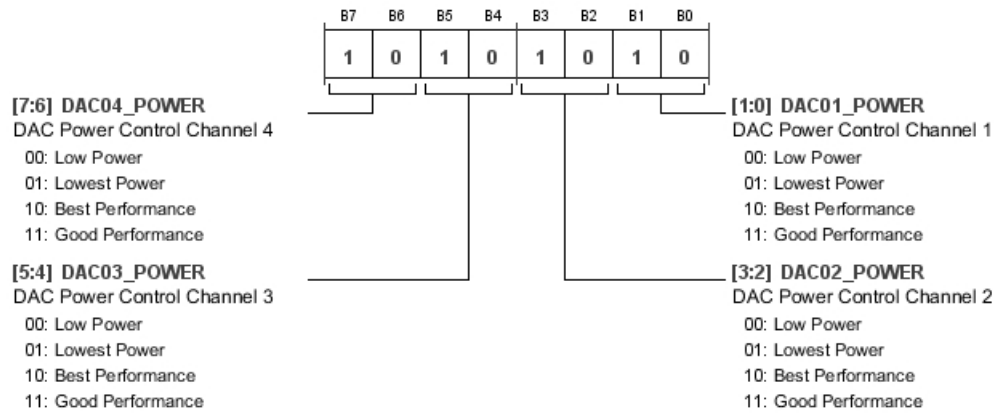 B7 B6 B5 B4 B3 B2 B1 B0
1 0 1 0 1 0 1 0
[7:6] DAC04_POWER
DAC Power Control Channel 4
00: Low Power
01: Lowest Power
10: Best Performance
11: Good Performance
[5:4] DAC03_POWER
DAC Power Control Channel 3
00: Low Power
01: Lowest Power
10: Best Performance
11: Good Performance
[1:0] DAC01_POWER
DAC Power Control Channel 1
00: Low Power
01: Lowest Power
10: Best Performance
11: Good Performance
[3:2] DAC02_POWER
DAC Power Control Channel 2
00: Low Power
01: Lowest Power
10: Best Performance
11: Good Performance